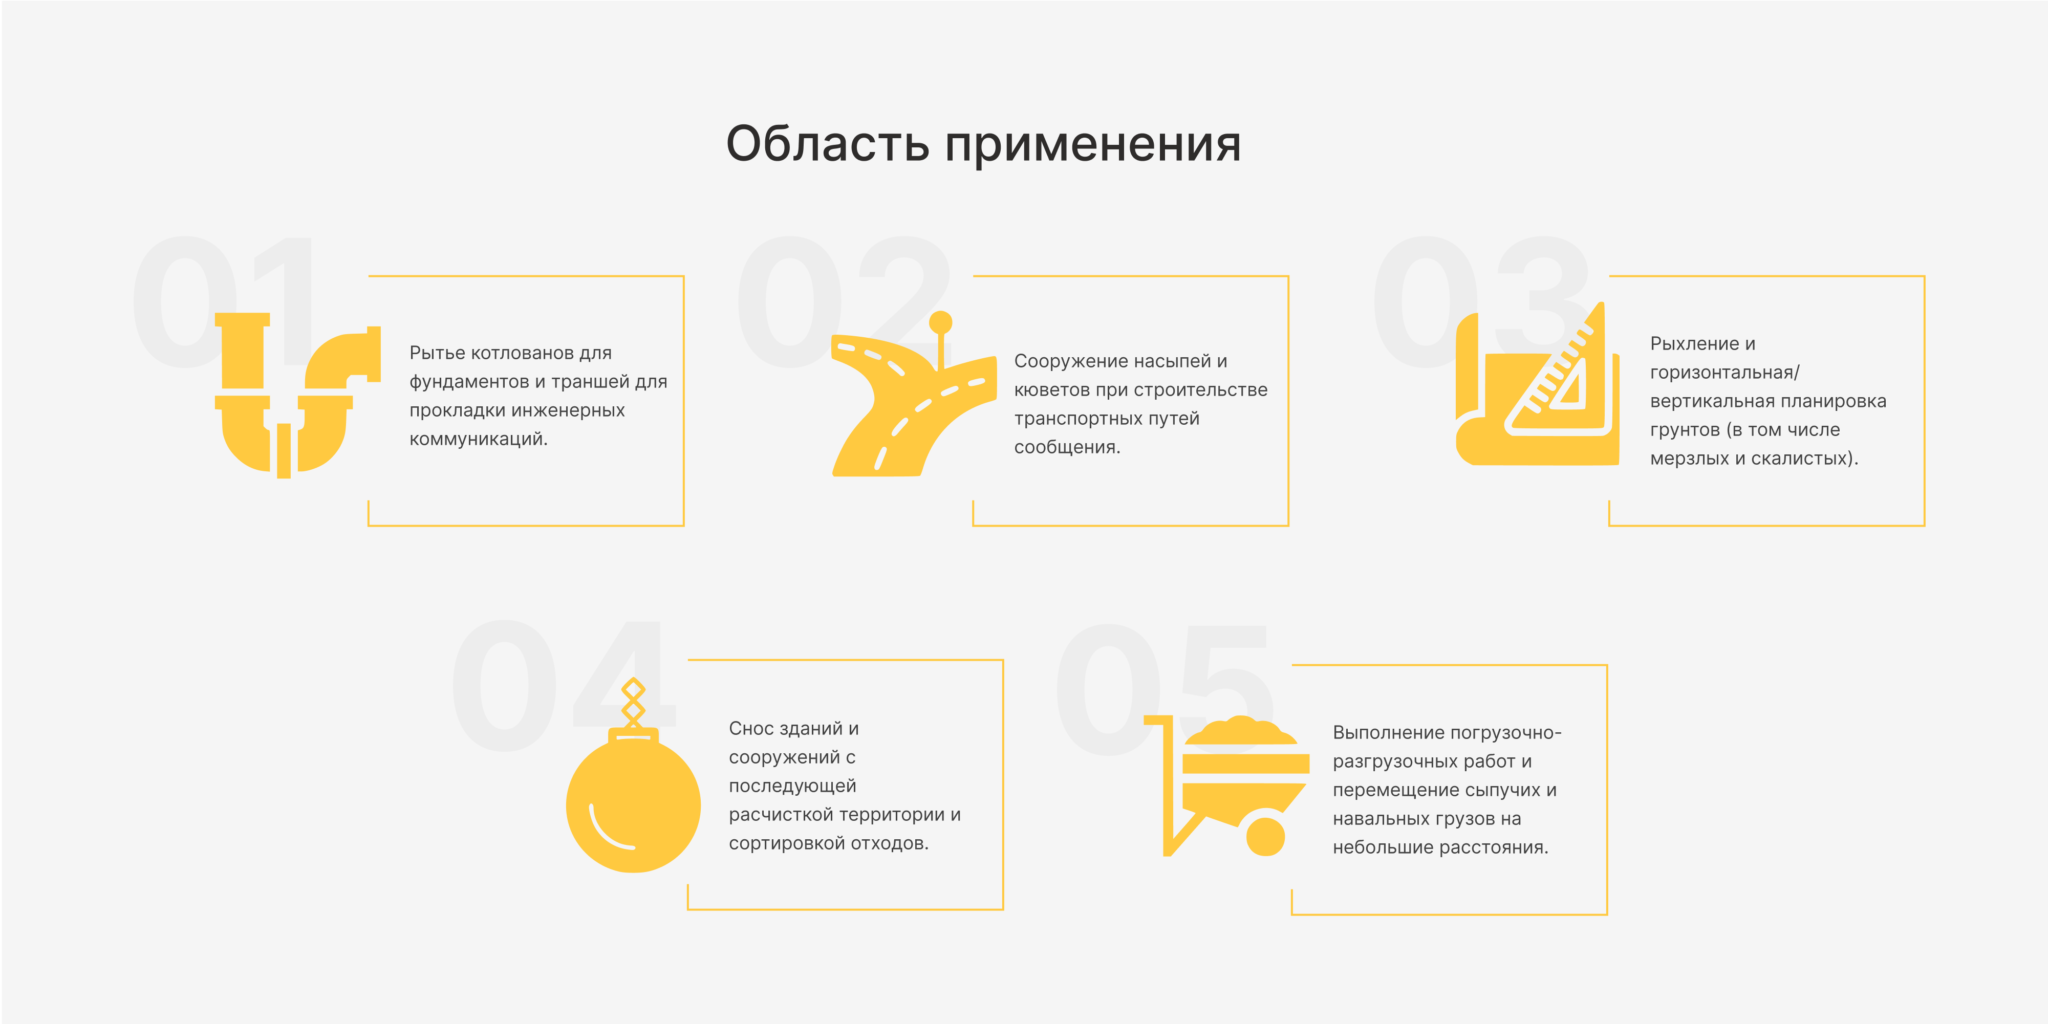 Область применения
01
Рытье котлованов для
фундаментов и траншей для
прокладки инженерных
коммуникаций.
02
Сооружение насыпей и
кюветов при строительстве
транспортных путей
сообщения.
03
Рыхление и
горизонтальная/
вертикальная планировка
грунтов (в том числе
мерзлых и скалистых).
04
Снос зданий и
сооружений с
последующей
расчисткой территории и
сортировкой отходов.
05
Выполнение погрузочно-
разгрузочных работ и
перемещение сыпучих и
навальных грузов на
небольшие расстояния.